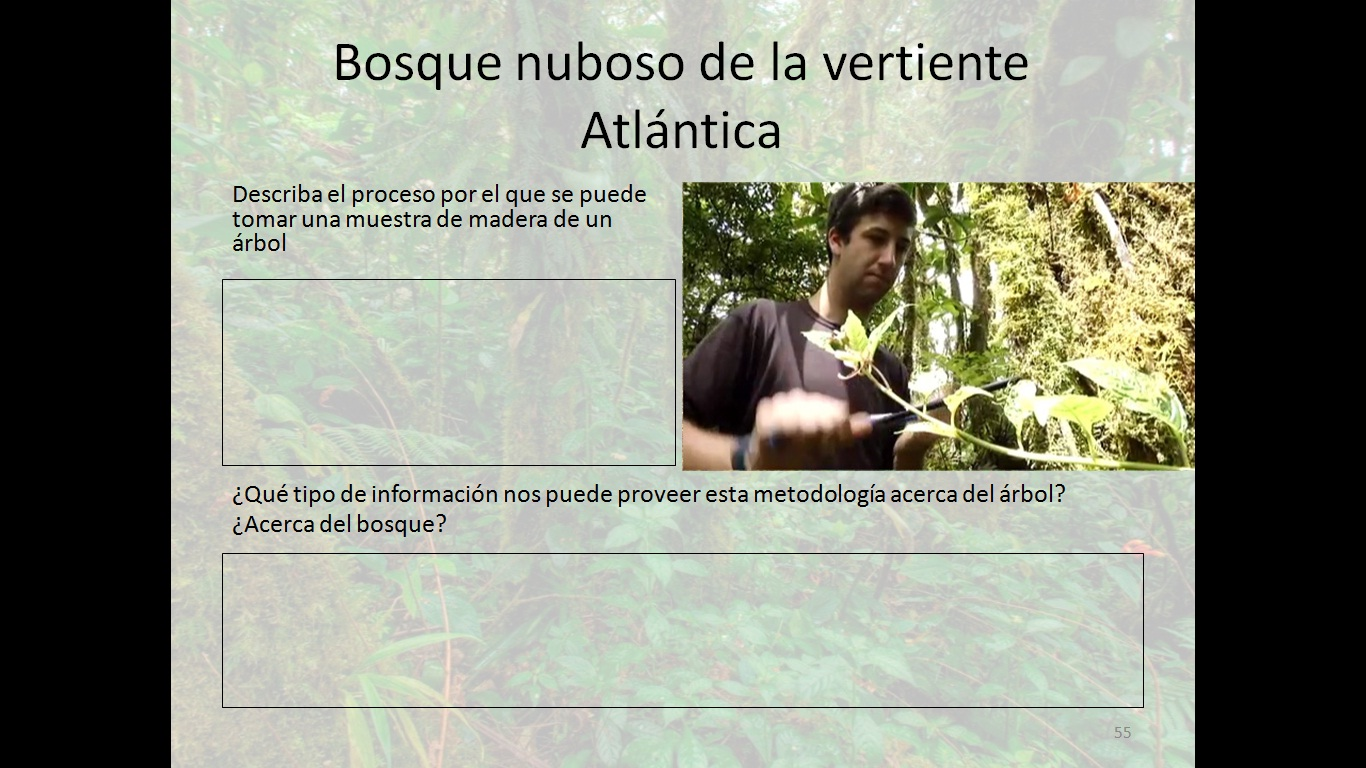 Bosque nuboso de la vertiente
Atlántica
Describa el proceso por el que se puede
tomar una muestra de madera de un
árbol
¿Qué tipo de información nos puede proveer esta metodología acerca del árbol?
¿Acerca del bosque?
55